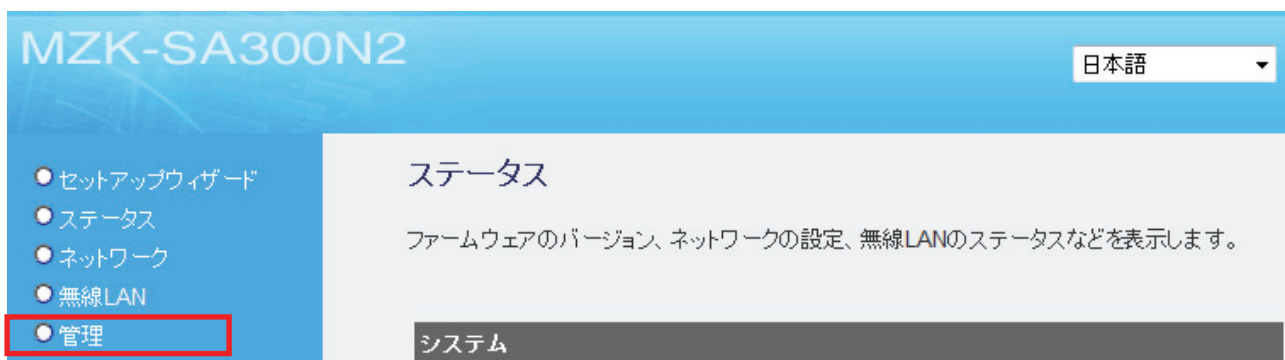 MZK-SA300N2
日本語
セットアップウィザード
ステータス
ネットワーク
無線LAN
管理
ステータス
ファームウェアのバージョン、ネットワークの設定、無線LANのステータスなどを表示します。
システム